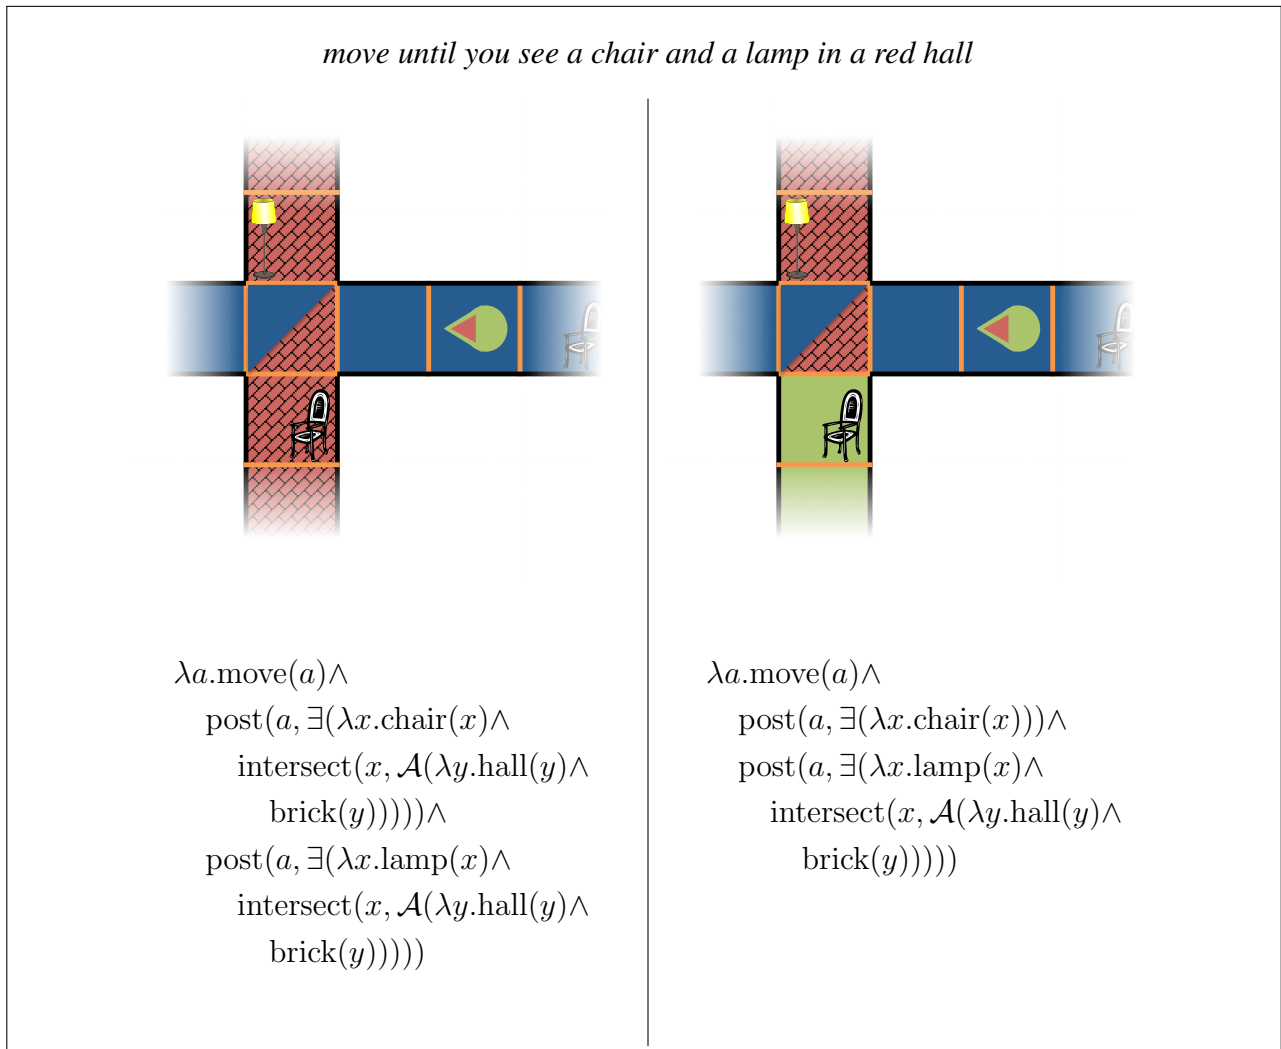 move until you see a chair and a lamp in a red hall
λa.move(a)∧
post(a, ∃(λx.chair(x)∧
intersect(x, 𝒜(λy.hall(y)∧
brick(y)))))∧
post(a, ∃(λx.lamp(x)∧
intersect(x, 𝒜(λy.hall(y)∧
brick(y)))))
λa.move(a)∧
post(a, ∃(λx.chair(x)))∧
post(a, ∃(λx.lamp(x)∧
intersect(x, 𝒜(λy.hall(y)∧
brick(y)))))